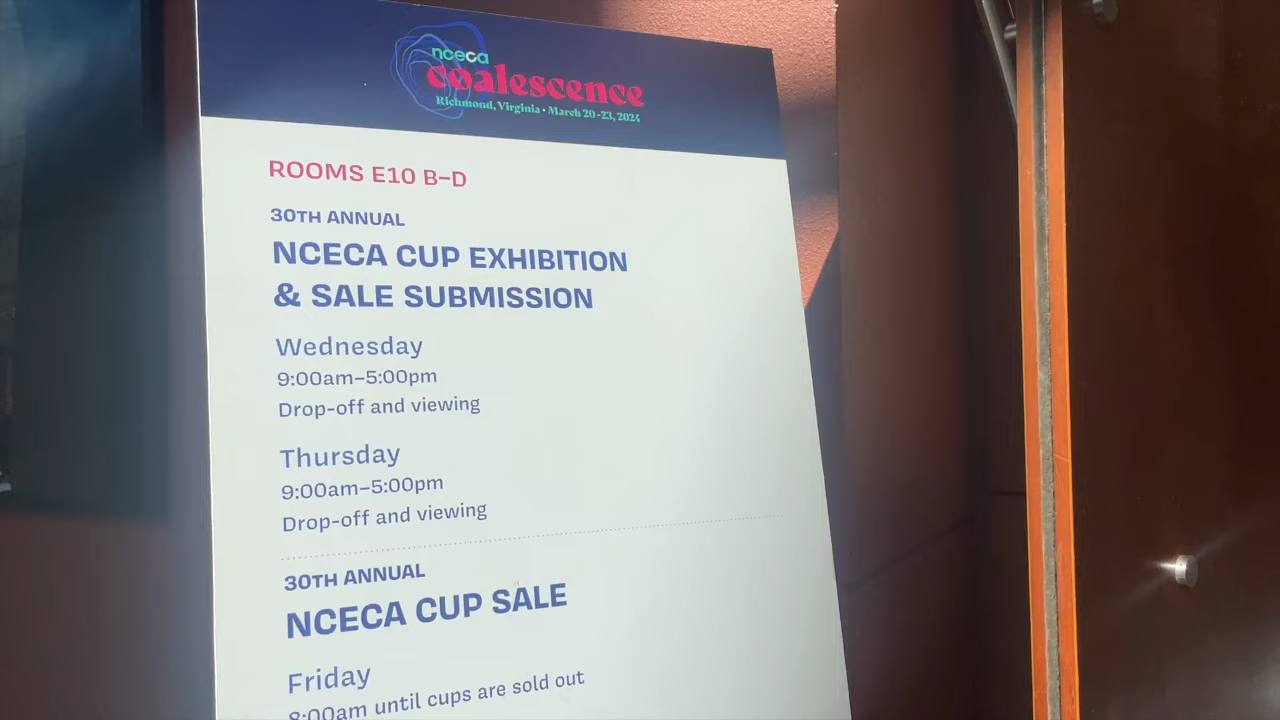 nceca
coalescence
Richmond, Virginia • March 20-23, 2024
ROOMS E10 B–D
30TH ANNUAL
NCECA CUP EXHIBITION
& SALE SUBMISSION
Wednesday
9:00am–5:00pm
Drop-off and viewing
Thursday
9:00am–5:00pm
Drop-off and viewing
30TH ANNUAL
NCECA CUP SALE
Friday
8:00am until cups are sold out